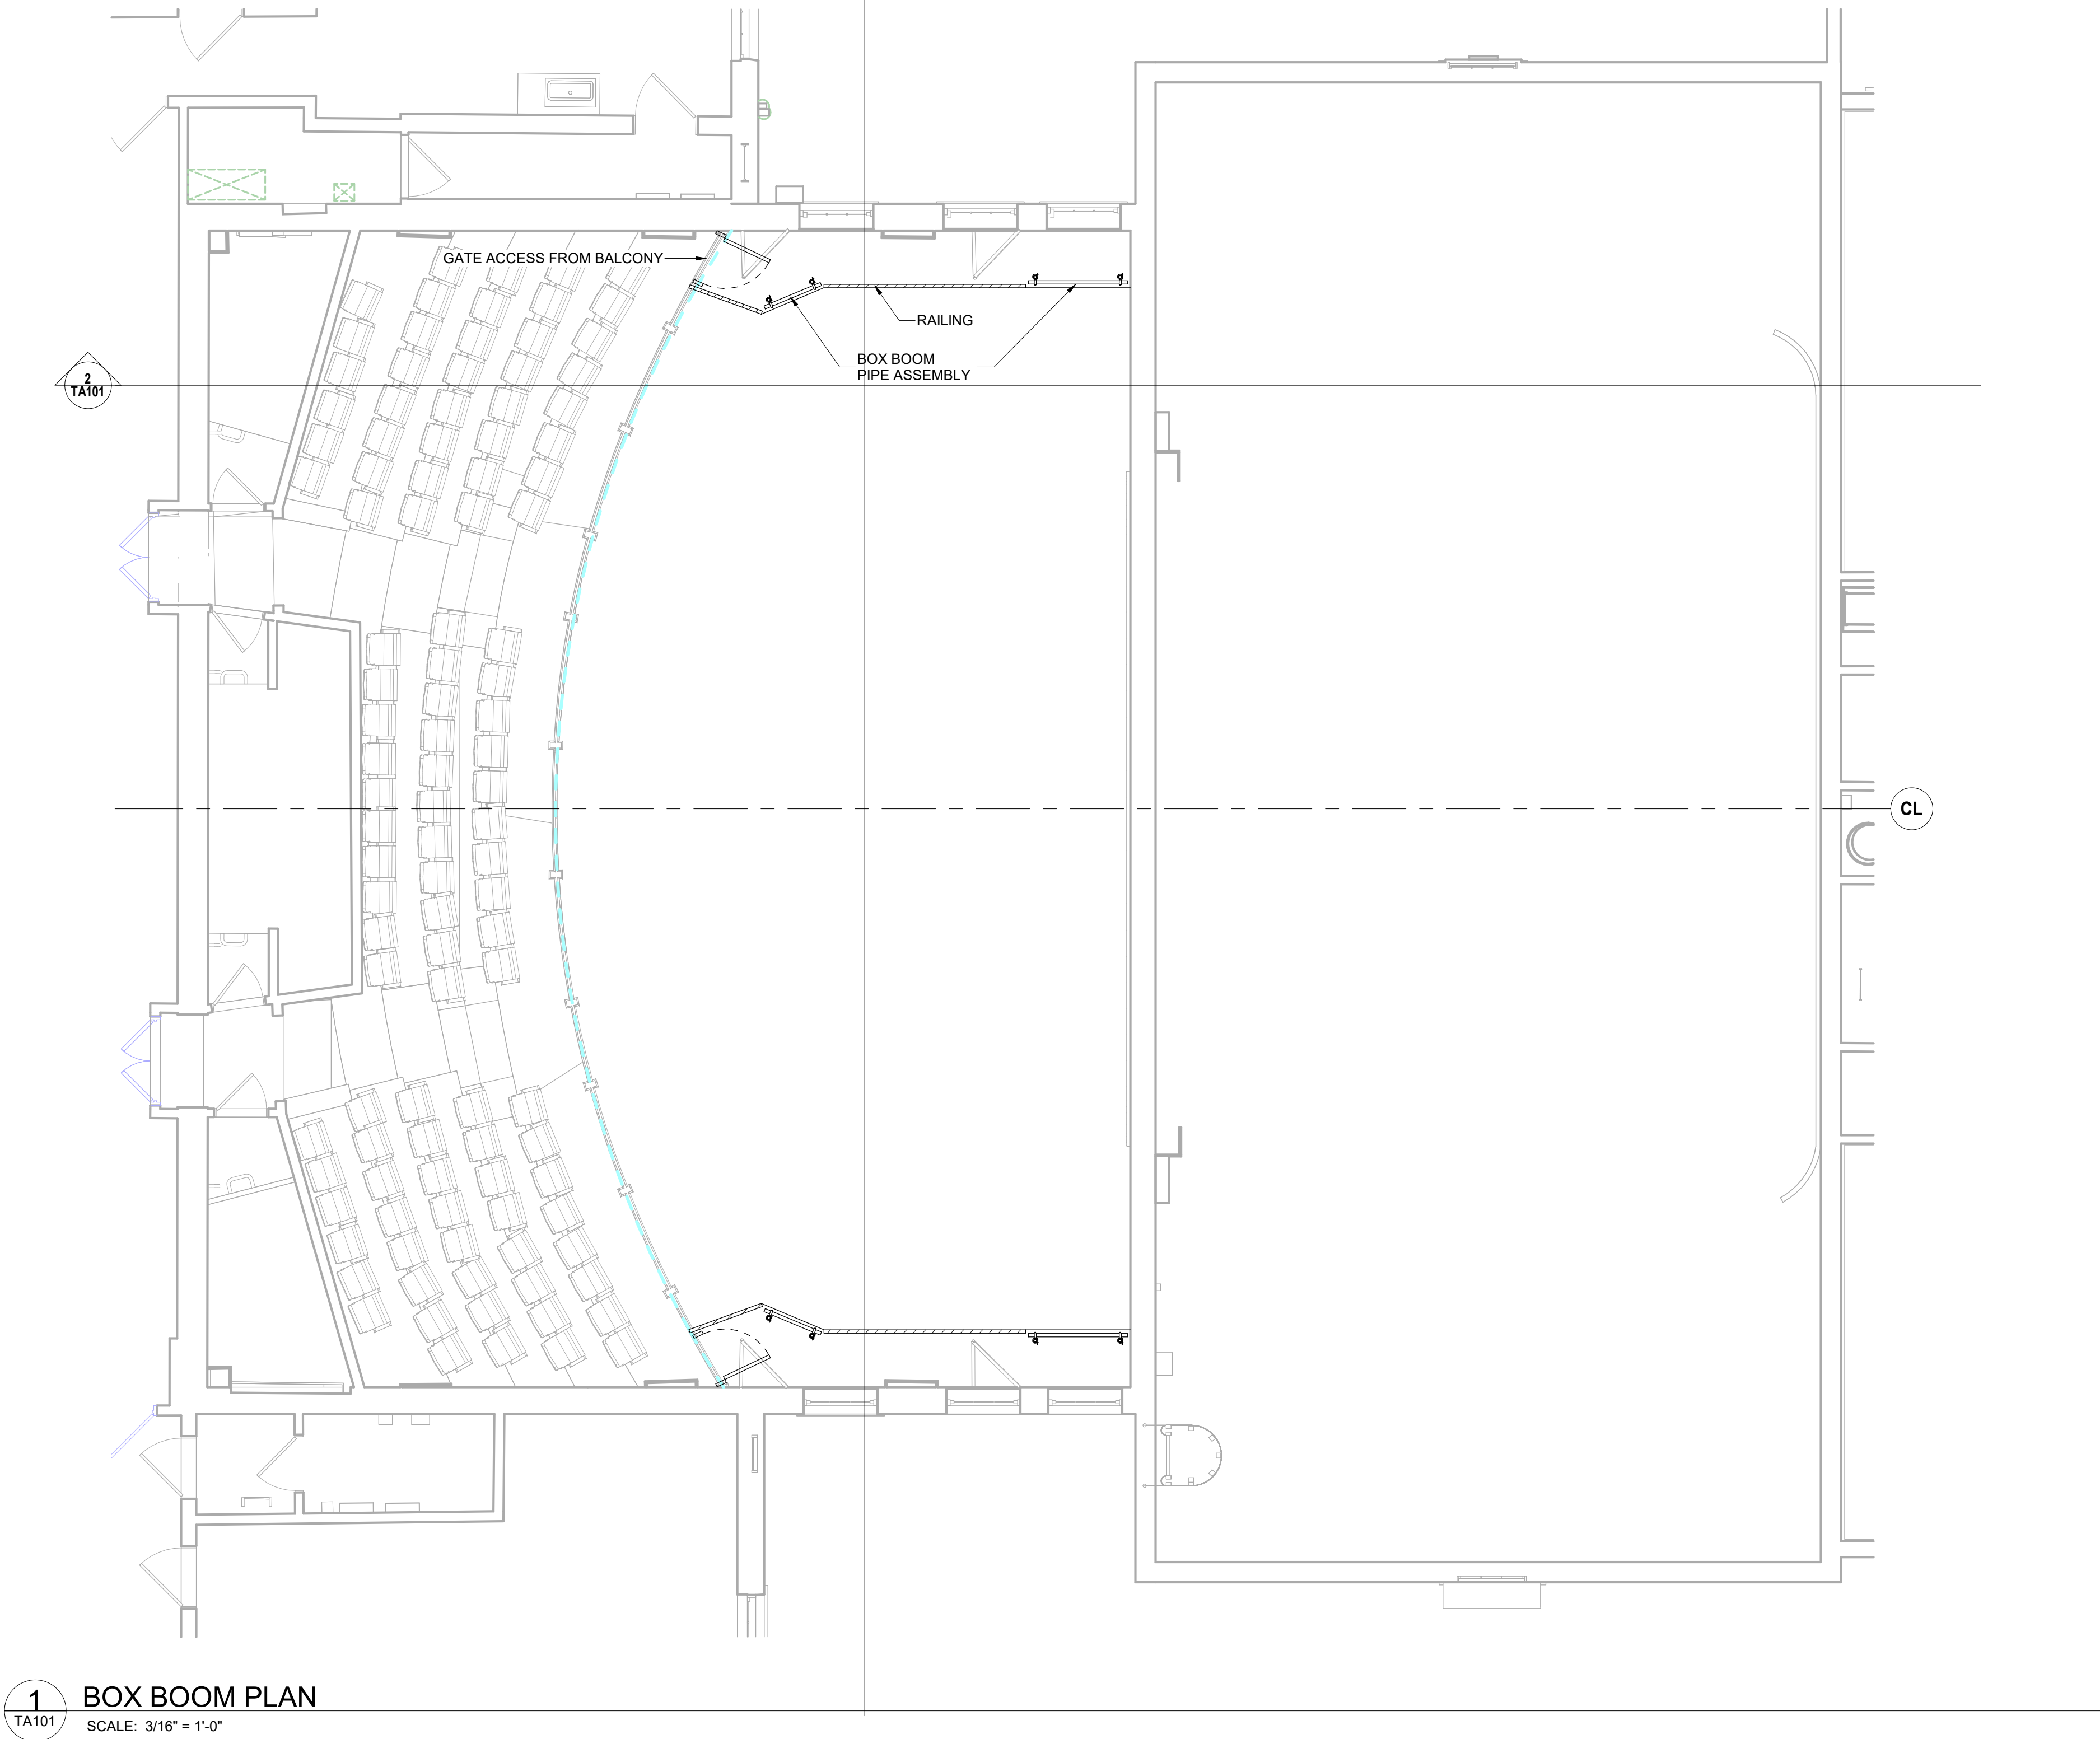 GATE ACCESS FROM BALCONY
RAILING
BOX BOOM
PIPE ASSEMBLY
2
TA101
CL
1
TA101
BOX BOOM PLAN
SCALE: 3/16" = 1'-0"